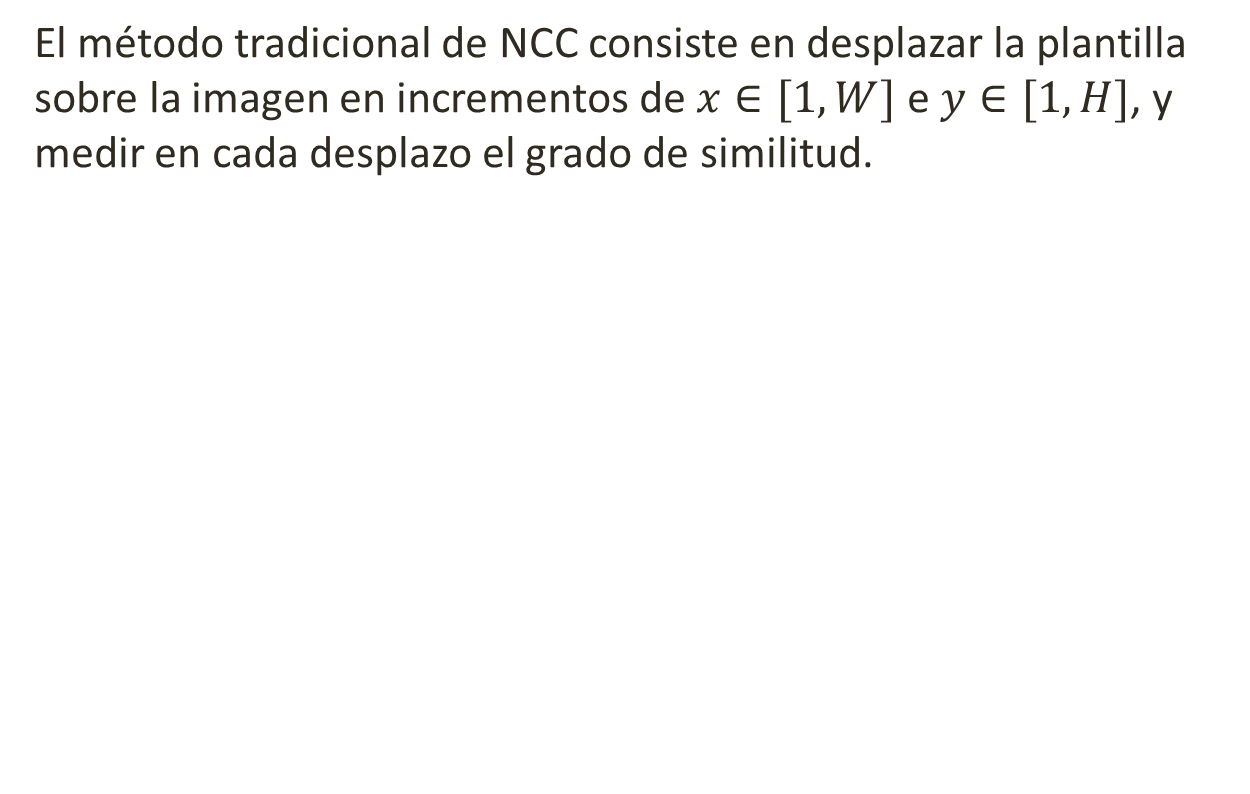 El método tradicional de NCC consiste en desplazar la plantilla
sobre la imagen en incrementos de 𝑥 ∈ [1, 𝑊] e 𝑦 ∈ [1, 𝐻], y
medir en cada desplazo el grado de similitud.